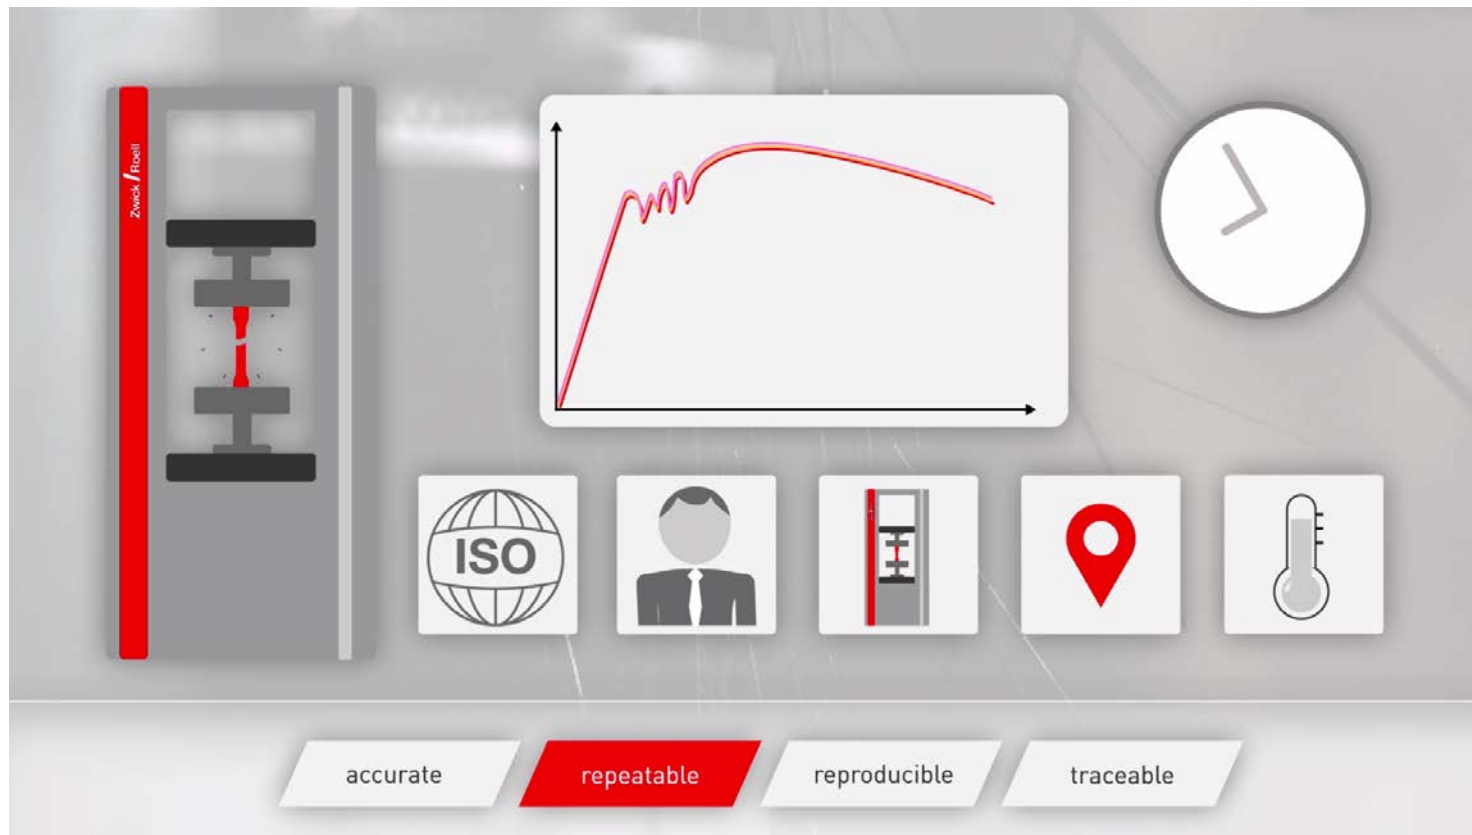 Zwick/Roell
ISO
accurate
repeatable
reproducible
traceable